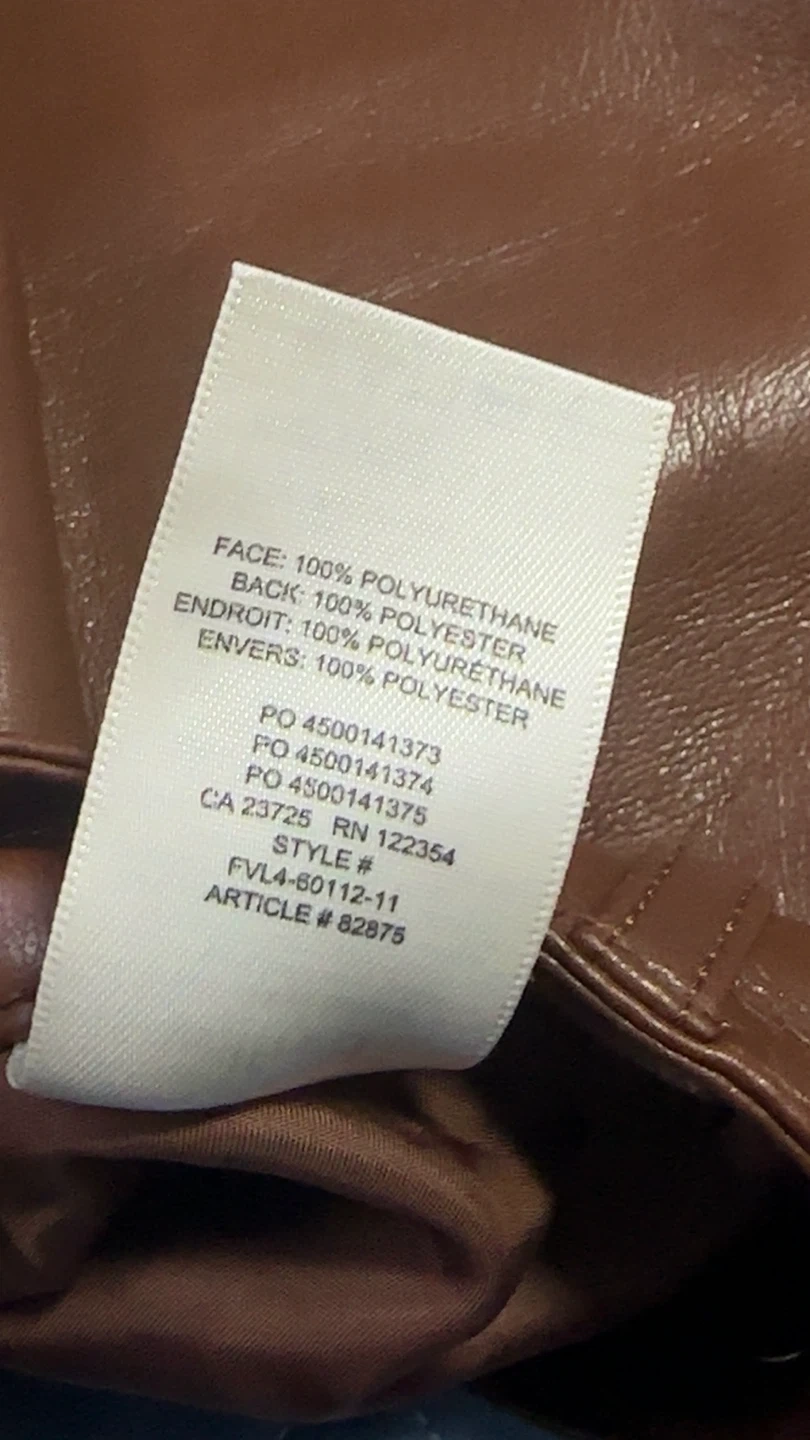 FACE: 100% POLYURETHANE
BACK: 100% POLYESTER
ENDROIT: 100% POLYURÉTHANE
ENVERS: 100% POLYESTER
PO 4500141373
PO 4500141374
PO 4500141375
CA 23725 RN 122354
STYLE #
FVL4-60112-11
ARTICLE # 82875